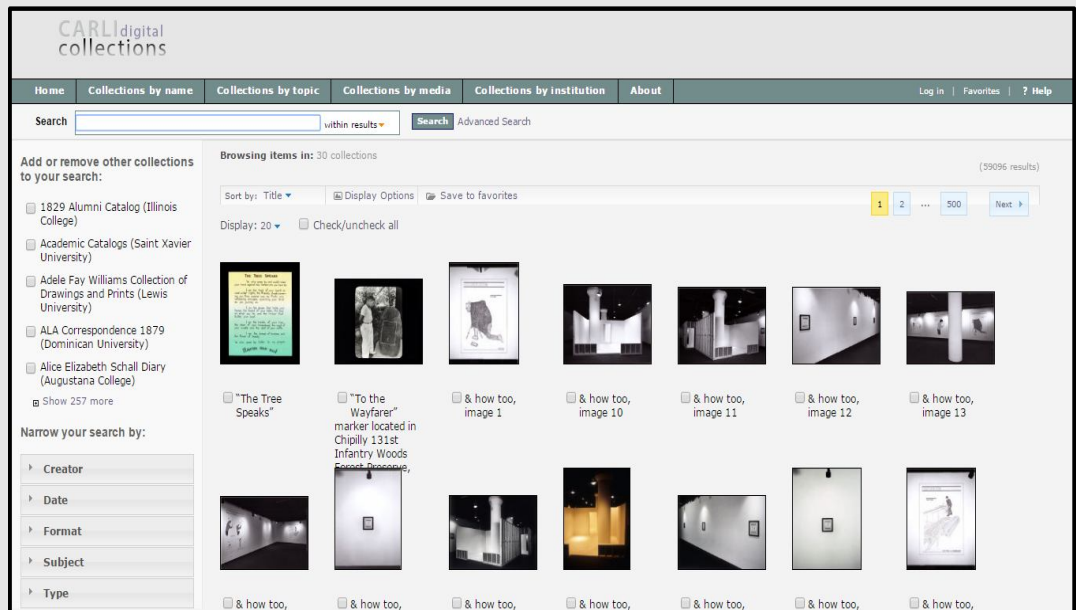 CARLI digital
collections
Home Collections by name Collections by topic Collections by media Collections by institution About Log in | Favorites | ? Help
Search within results Search Advanced Search
Add or remove other collections
to your search:
1829 Alumni Catalog (Illinois
College)
Academic Catalogs (Saint Xavier
University)
Adele Fay Williams Collection of
Drawings and Prints (Lewis
University)
ALA Correspondence 1879
(Dominican University)
Alice Elizabeth Schall Diary
(Augustana College)
Show 257 more
Narrow your search by:
Creator
Date
Format
Subject
Type
Browsing items in: 30 collections
(59096 results)
Sort by: Title Display Options Save to favorites 1 2 ... 500 Next
Display: 20 Check/uncheck all
THE TREE SPEAKS
"The Tree
Speaks"
"To the
Wayfarer"
marker located in
Chipilly 131st
Infantry Woods
Forest Preserve,
& how too,
image 1
& how too,
image 10
& how too,
image 11
& how too,
image 12
& how too,
image 13
& how too, & how too, & how too, & how too, & how too, & how too, & how too,